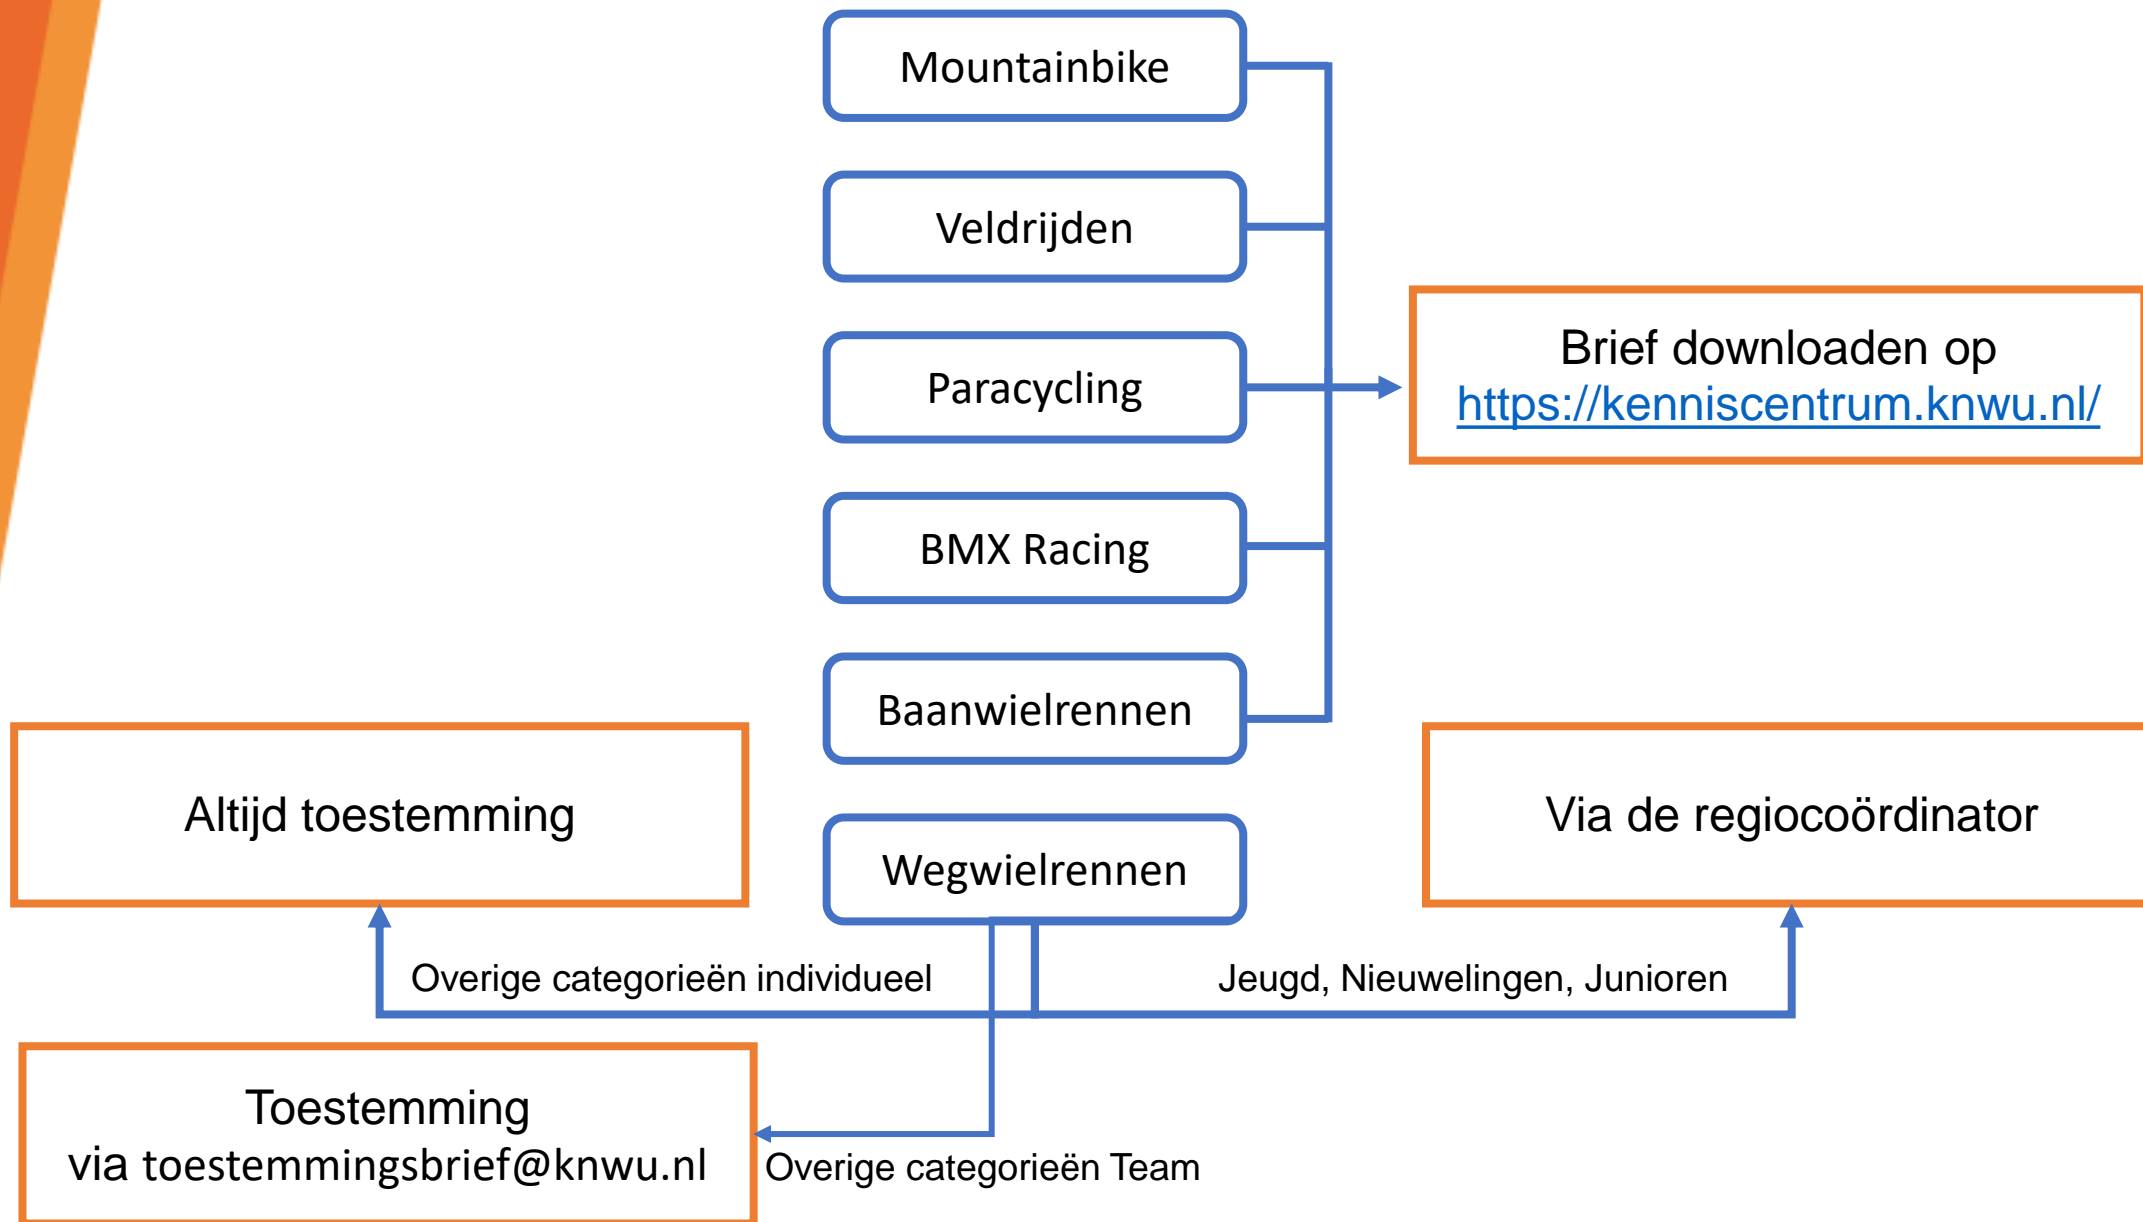 Mountainbike
Veldrijden
Brief downloaden op
https://kenniscentrum.knwu.nl/
Paracycling
BMX Racing
Baanwielrennen
Altijd toestemming
Via de regiocoördinator
Wegwielrennen
Overige categorieën individueel
Jeugd, Nieuwelingen, Junioren
Toestemming
via toestemmingsbrief@knwu.nl
Overige categorieën Team